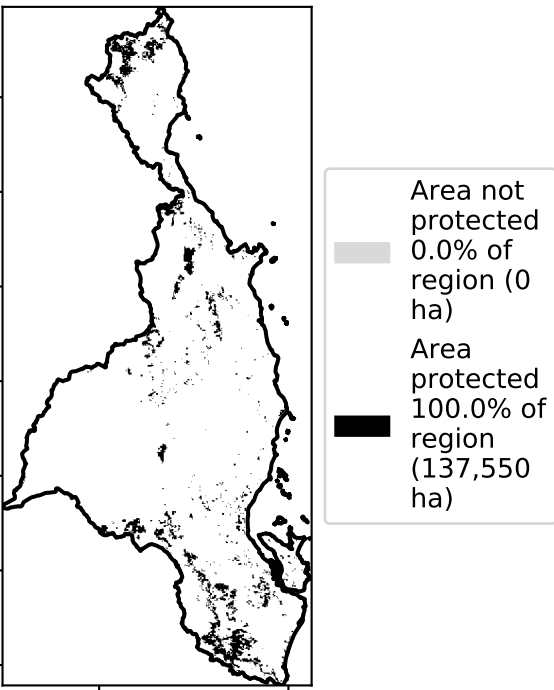 Area not
protected
0.0% of
region (0
ha)
Area
protected
100.0% of
region
(137,550
ha)